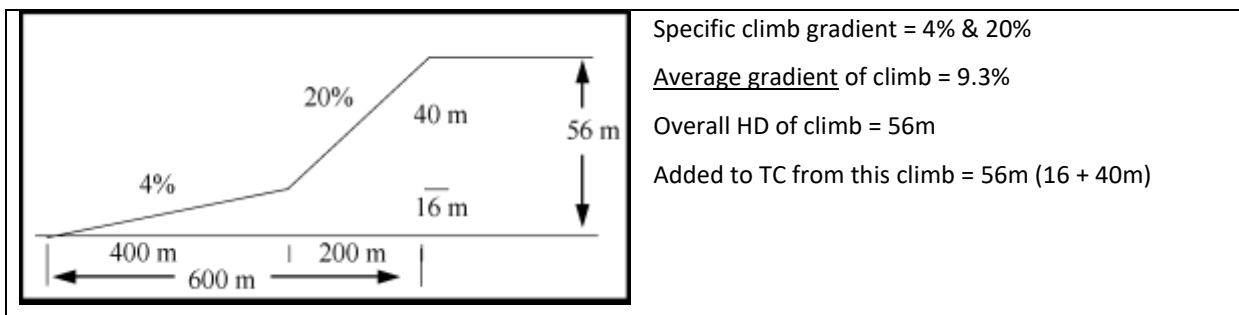 Specific climb gradient = 4% & 20%
Average gradient of climb = 9.3%
Overall HD of climb = 56m
Added to TC from this climb = 56m (16 + 40m)
20%
40 m
56 m
4%
16 m
400 m
200 m
600 m